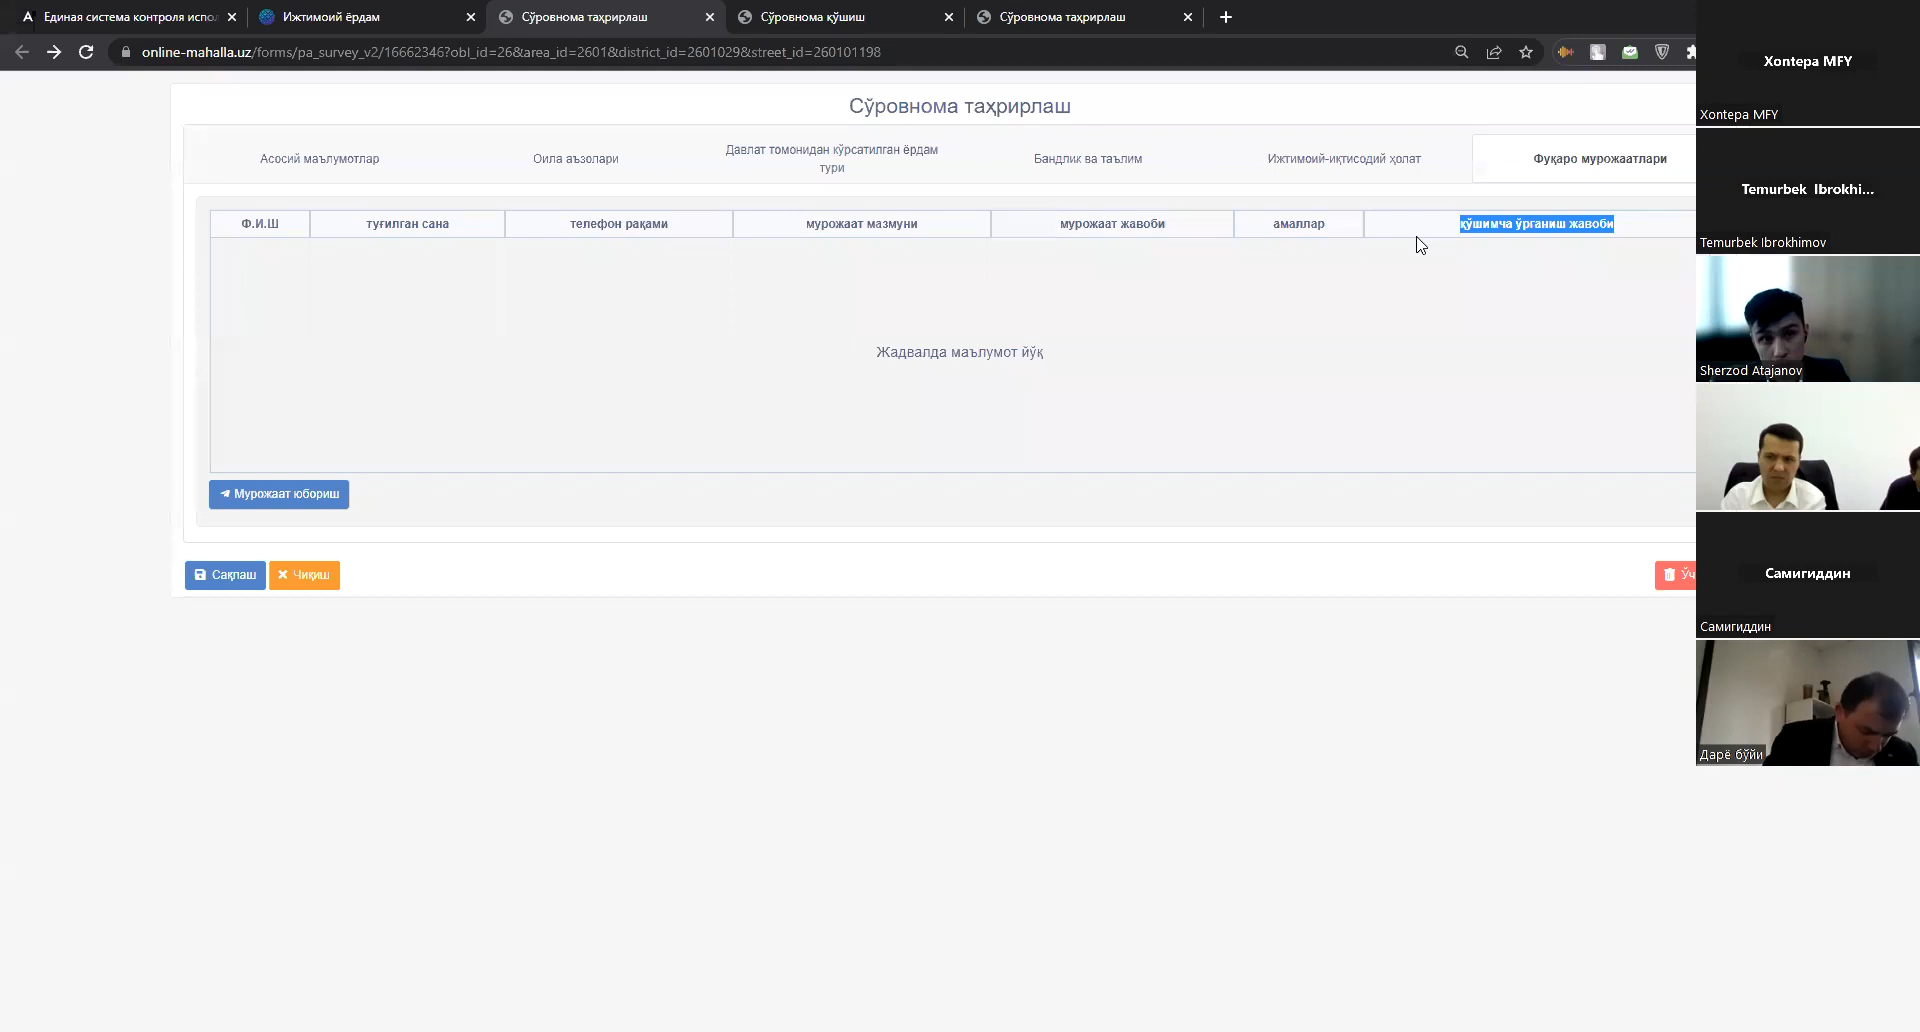 Единая система контроля испол
Ижтимоий ёрдам
Сўровнома таҳрирлаш
Сўровнома қўшиш
Сўровнома таҳрирлаш
online-mahalla.uz/forms/pa_survey_v2/16662346?obl_id=26&area_id=2601&district_id=2601029&street_id=260101198
Сўровнома таҳрирлаш
Асосий маълумотлар
Оила аъзолари
Давлат томонидан кўрсатилган ёрдам
тури
Бандлик ва таълим
Ижтимоий-иқтисодий ҳолат
Фуқаро мурожаатлари
Ф.И.Ш
туғилган сана
телефон рақами
мурожаат мазмуни
мурожаат жавоби
амаллар
қўшимча ўрганиш жавоби
Жадвалда маълумот йўқ
Мурожаат юбориш
Сақлаш
Чиқиш
Ўч
Xontepa MFY
Xontepa MFY
Temurbek Ibrokhi...
Temurbek Ibrokhimov
Sherzod Atajanov
Самигиддин
Самигиддин
Дарё бўйи